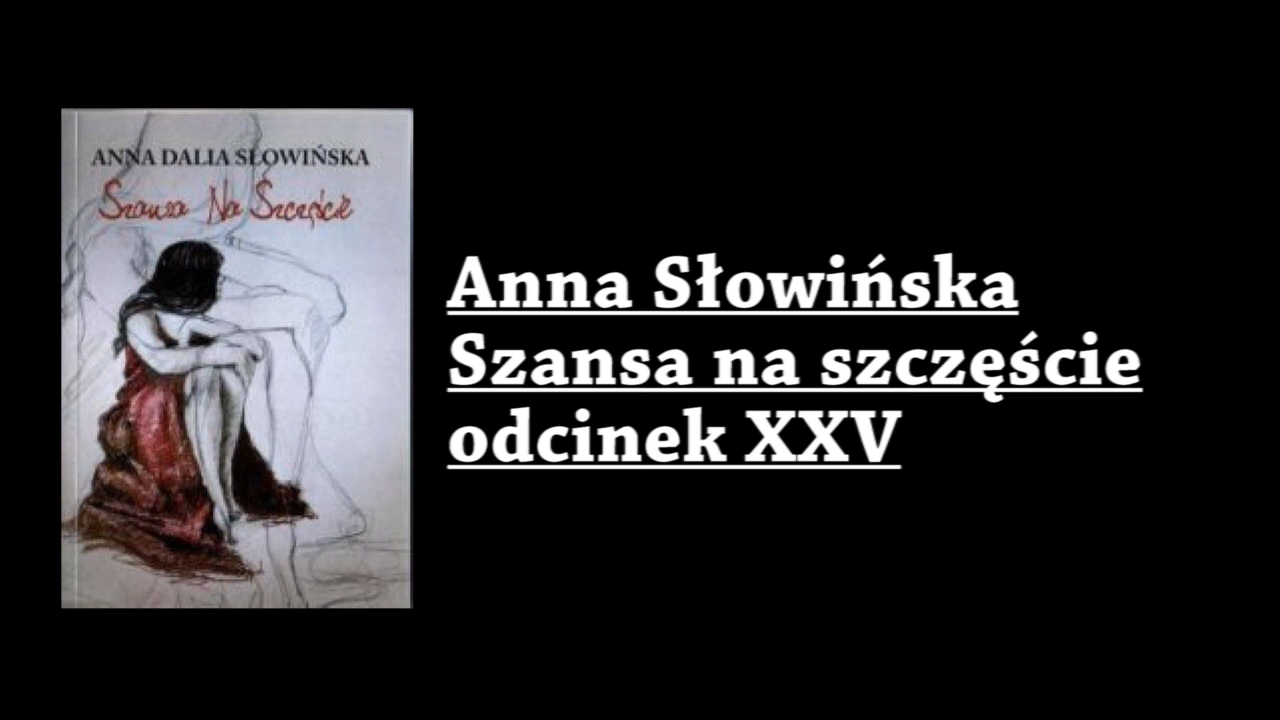 ANNA DALIA SŁOWIŃSKA
Szansa Na Szczęście
Anna Słowińska
Szansa na szczęście
odcinek XXV